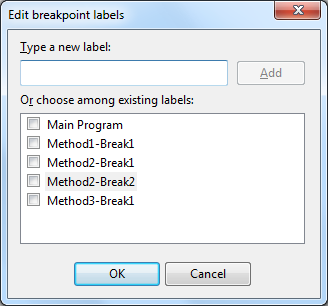 Edit breakpoint labels
Type a new label:
Add
Or choose among existing labels:
Main Program
Method1-Break1
Method2-Break1
Method2-Break2
Method3-Break1
OK
Cancel